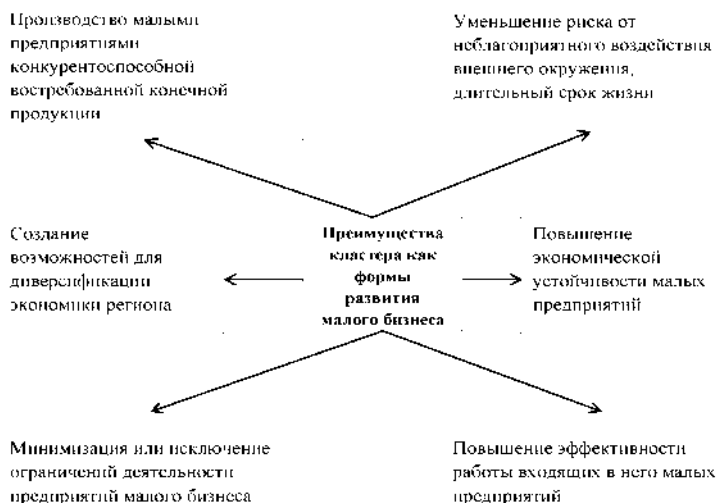 Производство малыми
предприятиями
конкурентоспособной
востребованной конечной
продукции
Уменьшение риска от
неблагоприятного воздействия
внешнего окружения,
длительный срок жизни
Создание
возможностей для
диверсификации
экономики региона
Преимущества
кластера как
формы
развития
малого бизнеса
Повышение
экономической
устойчивости малых
предприятий
Минимизация или исключение
ограничений деятельности
предприятий малого бизнеса
Повышение эффективности
работы входящих в него малых
предприятий